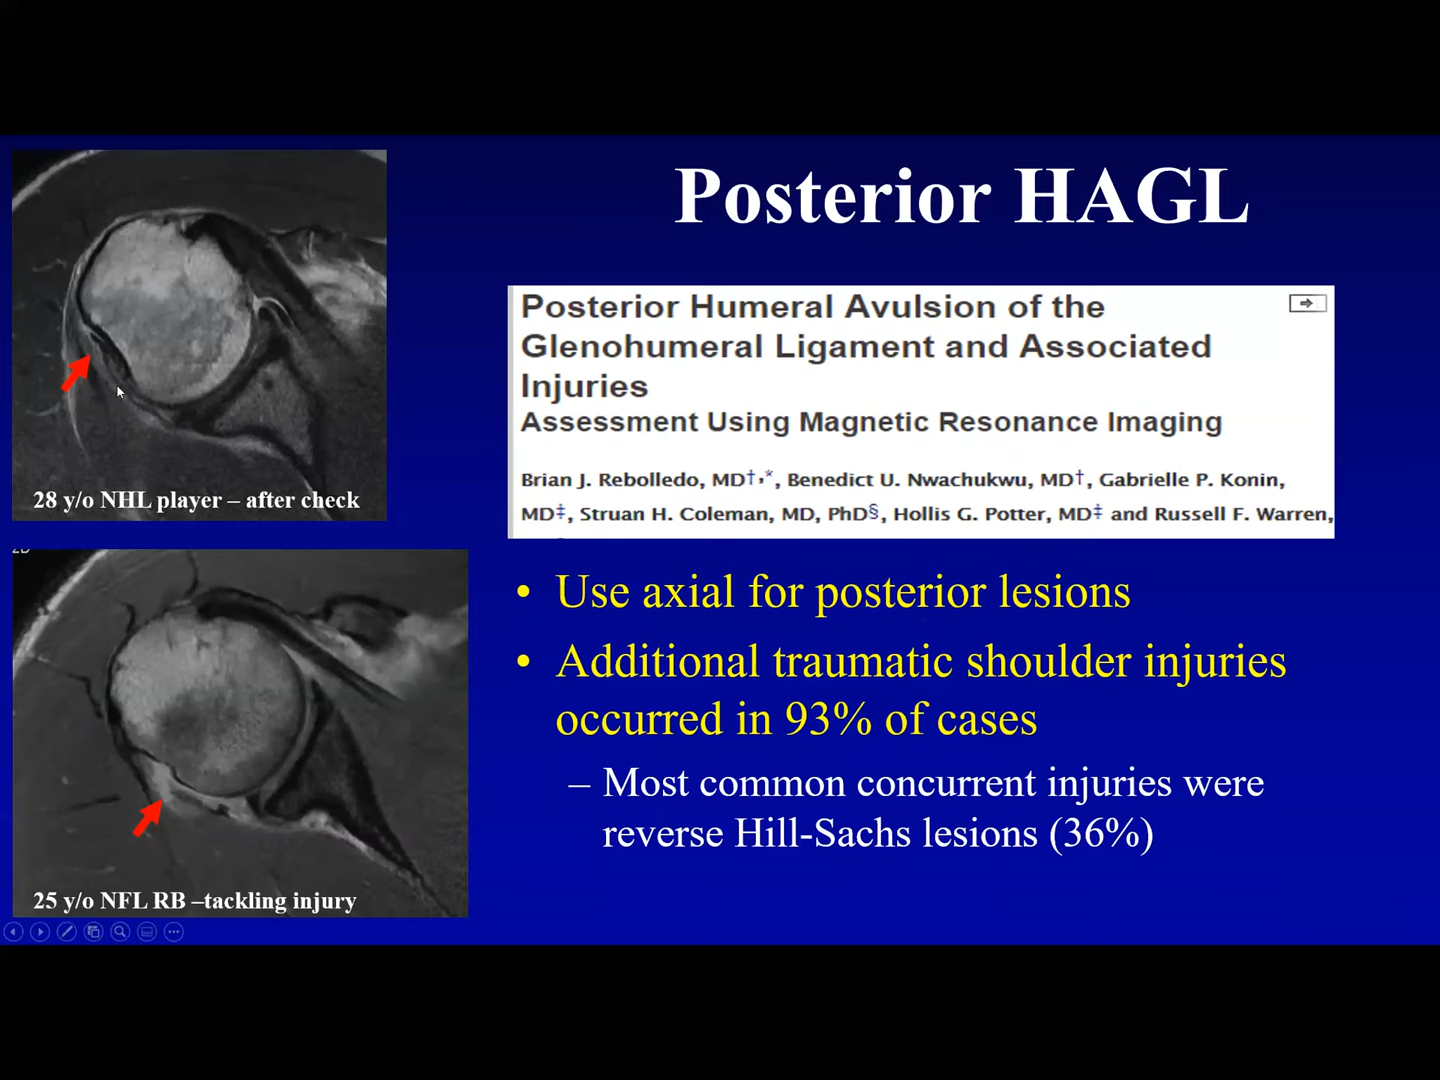 Posterior HAGL
Posterior Humeral Avulsion of the
Glenohumeral Ligament and Associated
Injuries
Assessment Using Magnetic Resonance Imaging
Brian J. Rebolledo, MD†,*, Benedict U. Nwachukwu, MD†, Gabrielle P. Konin,
MD‡, Struan H. Coleman, MD, PhD§, Hollis G. Potter, MD‡ and Russell F. Warren,
28 y/o NHL player – after check
25 y/o NFL RB –tackling injury
• Use axial for posterior lesions
• Additional traumatic shoulder injuries
occurred in 93% of cases
– Most common concurrent injuries were
reverse Hill-Sachs lesions (36%)